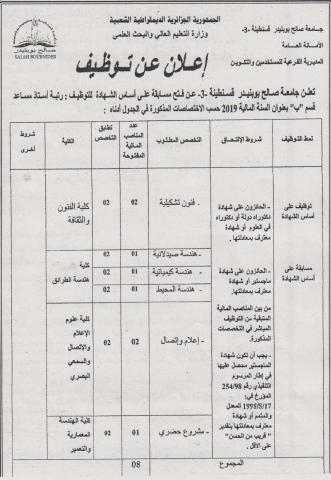 الجمهورية الجزائرية الديمقراطية الشعبية
وزارة التعليم العالي والبحث العلمي
جامعة صالح بوبنيدر قسنطينة -3-
الأمانة العامة
المديرية الفرعية للمستخدمين والتكوين
صالح بوبنيدر
SALAH BOUBNIDER
إعلان عن توظيف
تعلن جامعة صالح بوبنيدر قسنطينة -3- عن فتح مسابقة على أساس الشهادة للتوظيف : رتبة أستاذ مساعد
قسم "ب" بعنوان السنة المالية 2019 حسب الاختصاصات المذكورة في الجدول أدناه :
نمط التوظيف
شروط الإلتحاق
التخصص المطلوب
عدد المناصب المالية المفتوحة
تطابق التخصص
الكلية
شروط أخرى
توظيف على أساس الشهادة
- الحائزون على شهادة
دكتوراه دولة أو دكتوراه
في العلوم أو شهادة
معترف بمعادلتها.
- فنون تشكيلية
02
02
كلية الفنون والثقافة
مسابقة على أساس الشهادة
- الحائزون على شهادة
ماجستير أو شهادة
معترف بمعادلتها.
- هندسة صيدلانية
01
02
- هندسة كيميائية
01
02
- هندسة المحيط
01
02
كلية هندسة الطرائق
من بين المناصب المالية
المتبقية من التوظيف
المباشر في التخصصات
المذكورة.
- يجب أن تكون شهادة
الماجستير محصل عليها
في إطار المرسوم
التنفيذي رقم 254/98
المؤرخ في:
1998/8/17 المعدل
والمتمم أو شهادة
معترف بمعادلتها بتقدير
" قريب من الحسن"
على الأقل.
- إعلام وإتصال
02
02
كلية علوم الإعلام والإتصال والسمعي البصري
- مشروع حضري
01
02
كلية الهندسة المعمارية والتعمير
المجموع
08